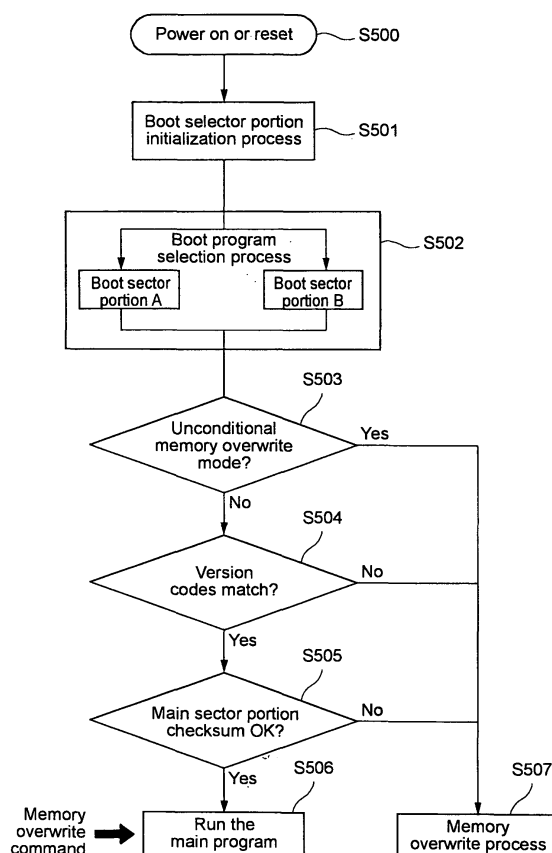 Power on or reset
S500
Boot selector portion
initialization process
S501
Boot program
selection process
S502
Boot sector
portion A
Boot sector
portion B
S503
Unconditional
memory overwrite
mode?
Yes
No
S504
Version
codes match?
No
Yes
S505
Main sector portion
checksum OK?
No
Yes
S506
S507
Memory
overwrite
command
Run the
main program
Memory
overwrite process